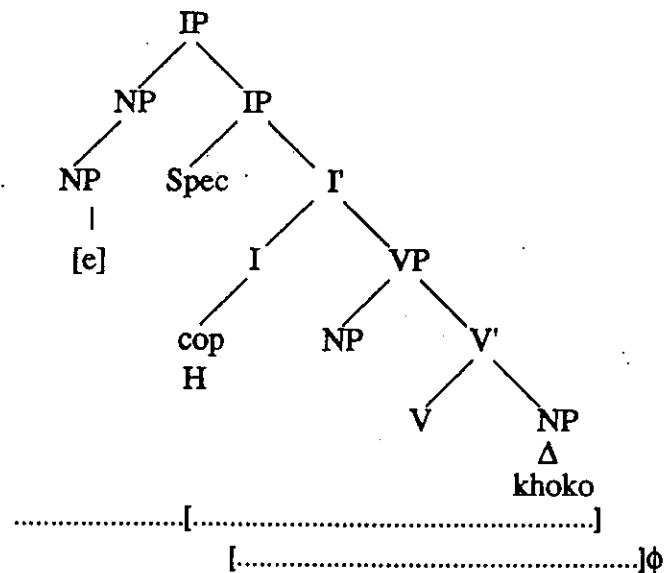 IP
NP IP
NP Spec I'
[e] I VP
cop NP V'
H
V NP
Δ
khoko
....................[..................................................]
[..................................................]ϕ